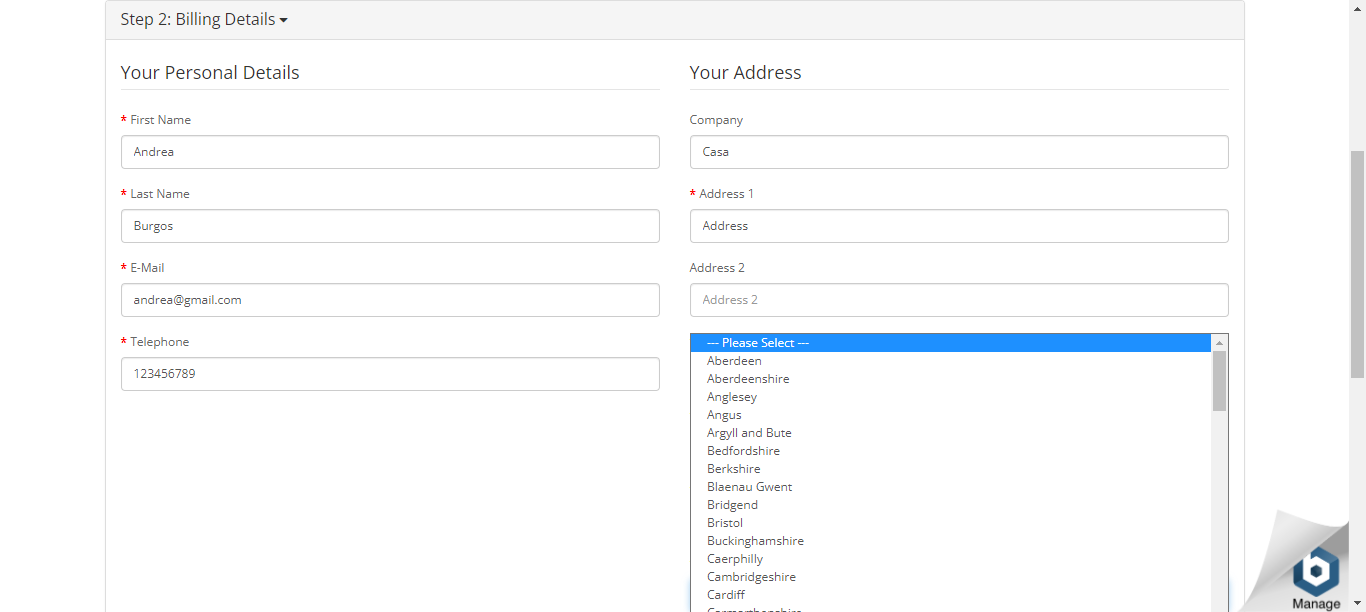 Step 2: Billing Details
Your Personal Details
* First Name
Andrea
* Last Name
Burgos
* E-Mail
andrea@gmail.com
* Telephone
123456789
Your Address
Company
Casa
* Address 1
Address
Address 2
Address 2
--- Please Select ---
Aberdeen
Aberdeenshire
Anglesey
Angus
Argyll and Bute
Bedfordshire
Berkshire
Blaenau Gwent
Bridgend
Bristol
Buckinghamshire
Caerphilly
Cambridgeshire
Cardiff
Manage